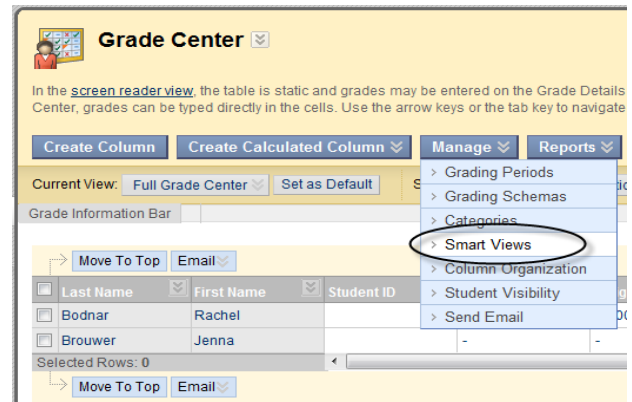 Grade Center
In the screen reader view, the table is static and grades may be entered on the Grade Details
Center, grades can be typed directly in the cells. Use the arrow keys or the tab key to navigate
Create Column Create Calculated Column Manage Reports
Current View: Full Grade Center Set as Default S
Grade Information Bar
> Grading Periods
> Grading Schemas
> Categories
> Smart Views
> Column Organization
> Student Visibility
> Send Email
Move To Top Email
Last Name First Name Student ID
Bodnar Rachel
Brouwer Jenna - -
Selected Rows: 0
Move To Top Email